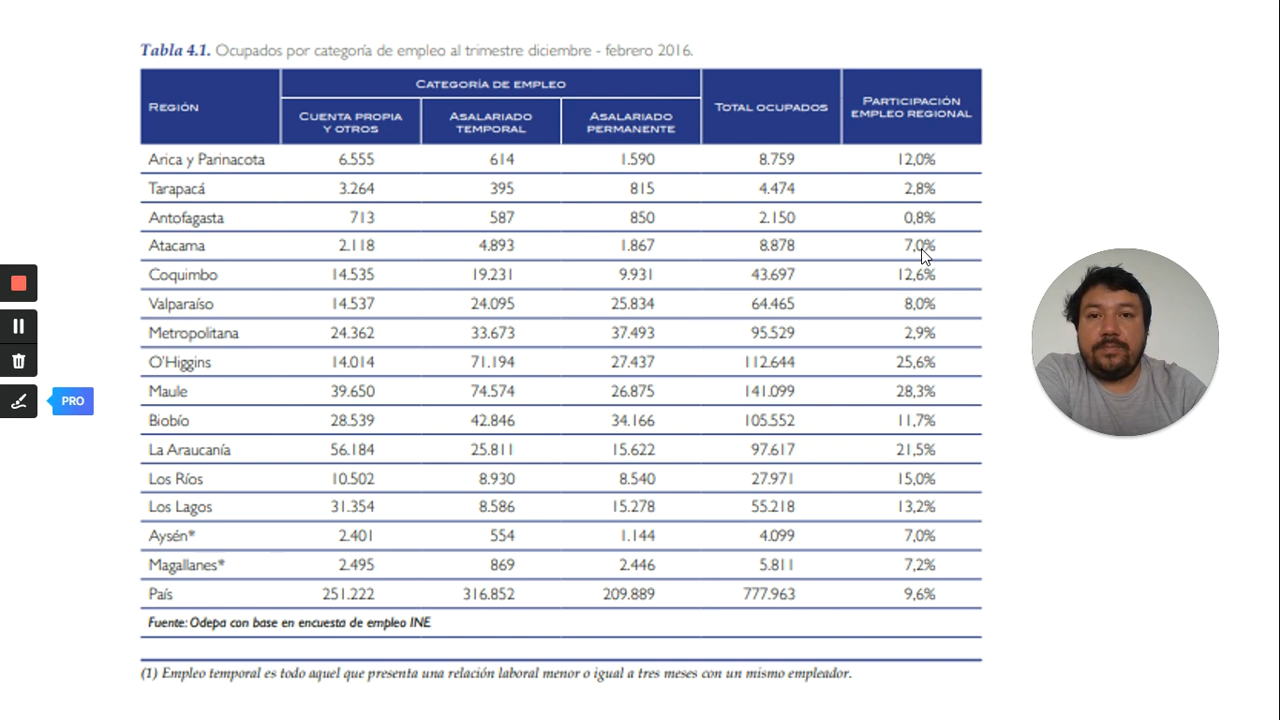 Tabla 4.1. Ocupados por categoría de empleo al trimestre diciembre - febrero 2016.
REGIÓN CATEGORÍA DE EMPLEO TOTAL OCUPADOS PARTICIPACIÓN EMPLEO REGIONAL
CUENTA PROPIA Y OTROS ASALARIADO TEMPORAL ASALARIADO PERMANENTE
Arica y Parinacota 6.555 614 1.590 8.759 12,0%
Tarapacá 3.264 395 815 4.474 2,8%
Antofagasta 713 587 850 2.150 0,8%
Atacama 2.118 4.893 1.867 8.878 7,0%
Coquimbo 14.535 19.231 9.931 43.697 12,6%
Valparaíso 14.537 24.095 25.834 64.465 8,0%
Metropolitana 24.362 33.673 37.493 95.529 2,9%
O'Higgins 14.014 71.194 27.437 112.644 25,6%
Maule 39.650 74.574 26.875 141.099 28,3%
Biobío 28.539 42.846 34.166 105.552 11,7%
La Araucanía 56.184 25.811 15.622 97.617 21,5%
Los Ríos 10.502 8.930 8.540 27.971 15,0%
Los Lagos 31.354 8.586 15.278 55.218 13,2%
Aysén* 2.401 554 1.144 4.099 7,0%
Magallanes* 2.495 869 2.446 5.811 7,2%
País 251.222 316.852 209.889 777.963 9,6%
Fuente: Odepa con base en encuesta de empleo INE
(1) Empleo temporal es todo aquel que presenta una relación laboral menor o igual a tres meses con un mismo empleador.
PRO